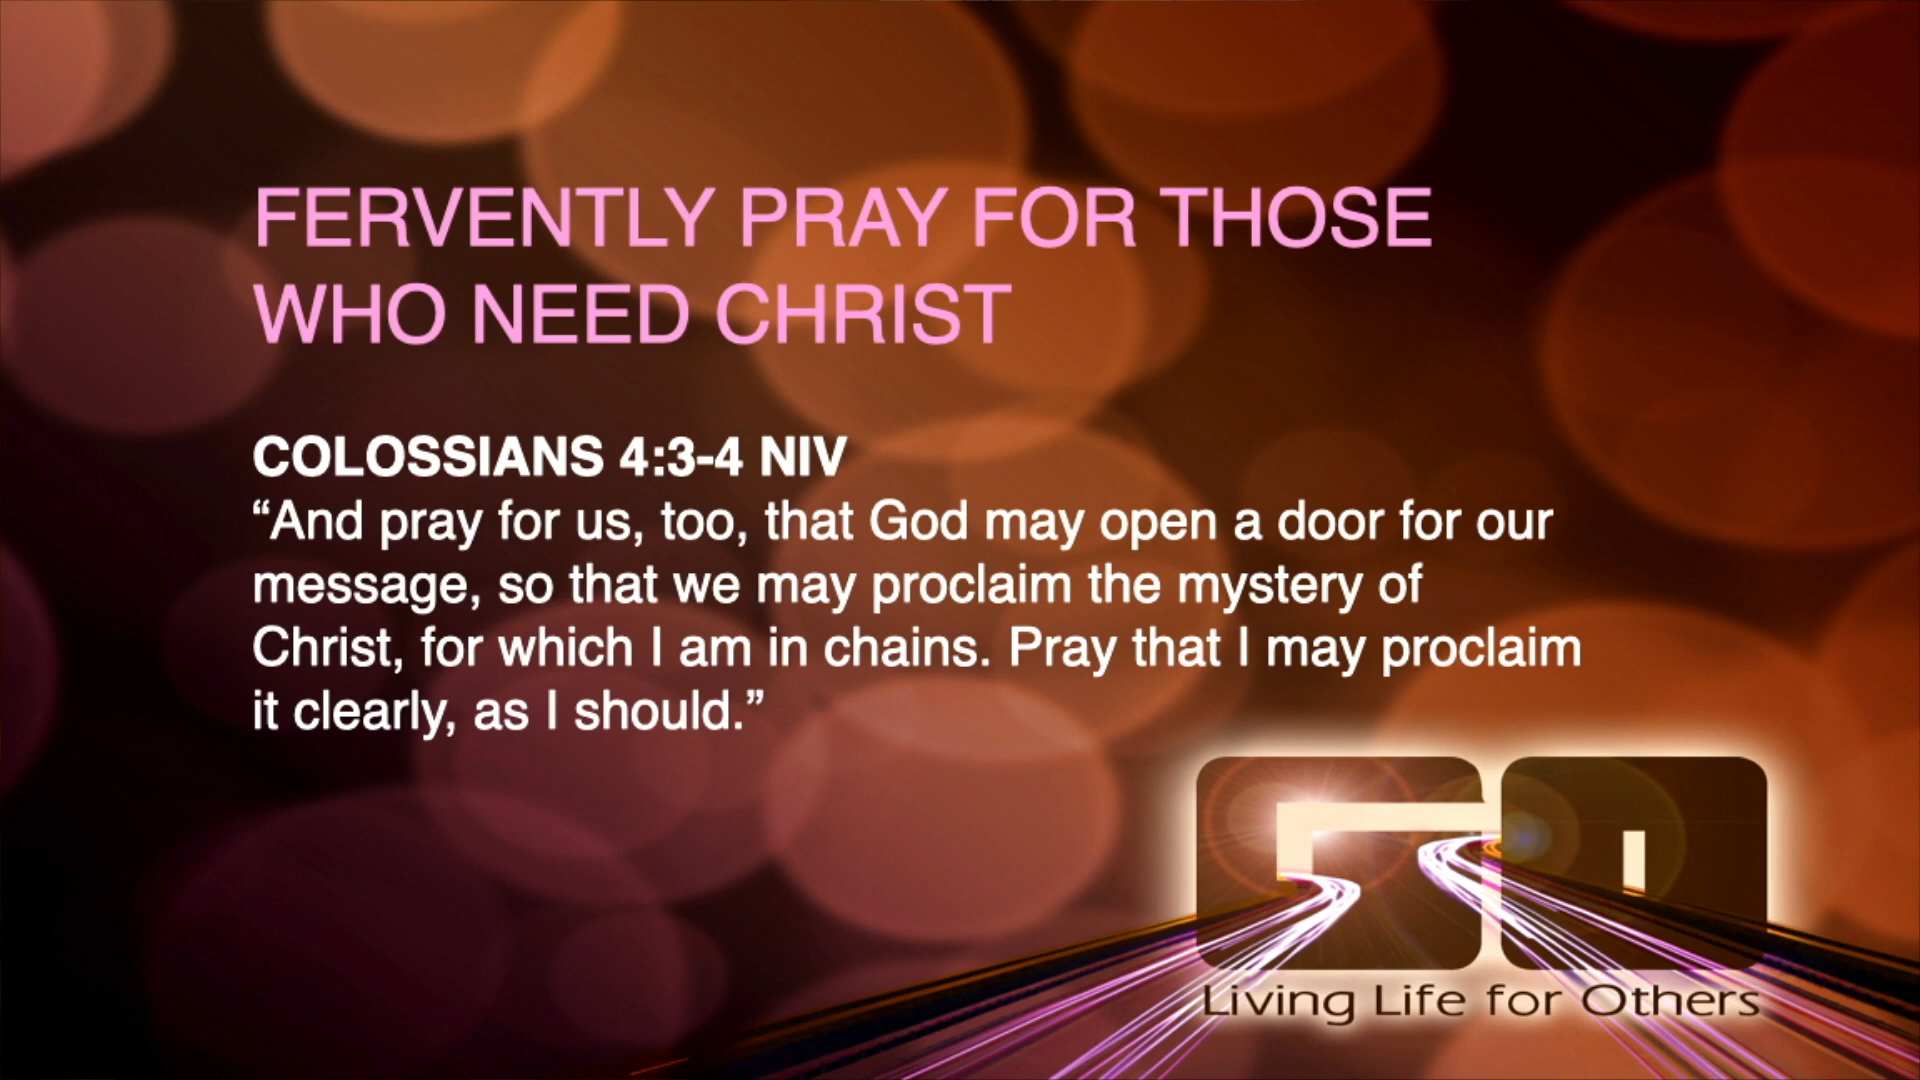 FERVENTLY PRAY FOR THOSE
WHO NEED CHRIST
COLOSSIANS 4:3-4 NIV
“And pray for us, too, that God may open a door for our
message, so that we may proclaim the mystery of
Christ, for which I am in chains. Pray that I may proclaim
it clearly, as I should.”
Living Life for Others